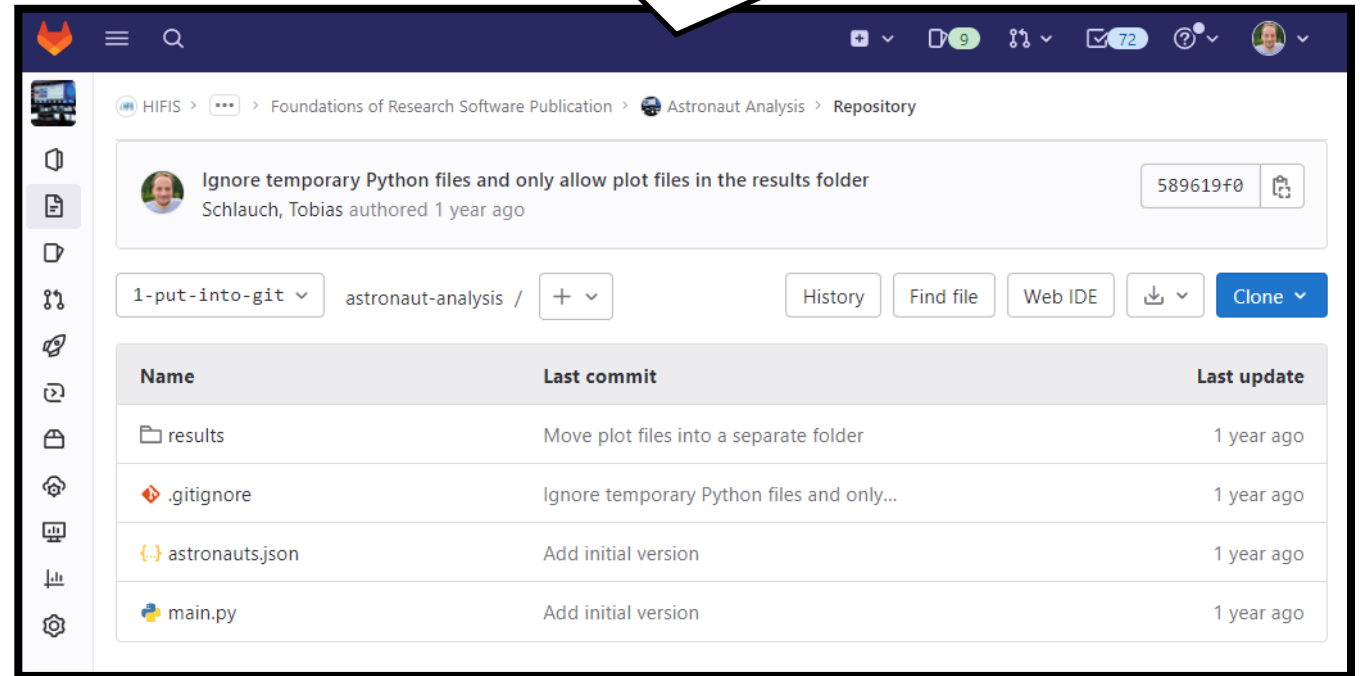 9
72
HIFIS > ••• > Foundations of Research Software Publication > Astronaut Analysis > Repository
Ignore temporary Python files and only allow plot files in the results folder
Schlauch, Tobias authored 1 year ago
589619f0
1-put-into-git
astronaut-analysis /
History
Find file
Web IDE
Clone
Name Last commit Last update
results Move plot files into a separate folder 1 year ago
.gitignore Ignore temporary Python files and only... 1 year ago
astronauts.json Add initial version 1 year ago
main.py Add initial version 1 year ago